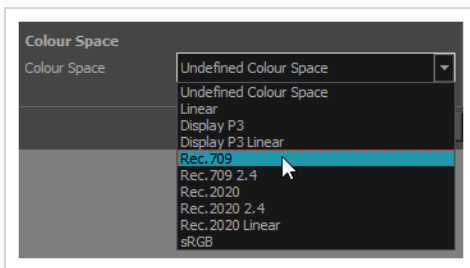 Colour Space
Colour Space Undefined Colour Space
Undefined Colour Space
Linear
Display P3
Display P3 Linear
Rec.709
Rec.709 2.4
Rec.2020
Rec.2020 2.4
Rec.2020 Linear
sRGB